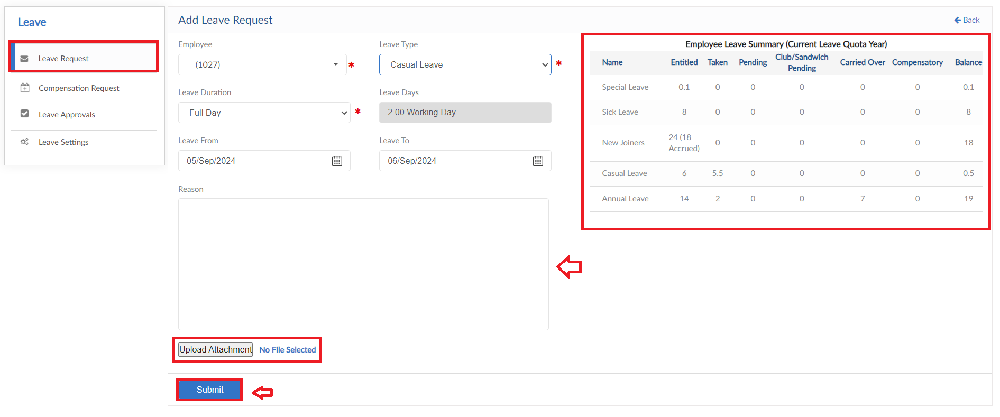 Leave
Leave Request
Compensation Request
Leave Approvals
Leave Settings
Add Leave Request
Back
Employee
(1027)
*
Leave Type
Casual Leave
*
Leave Duration
Full Day
*
Leave Days
2.00 Working Day
Leave From
05/Sep/2024
Leave To
06/Sep/2024
Reason
Upload Attachment No File Selected
Submit
Employee Leave Summary (Current Leave Quota Year)
Name Entitled Taken Pending Club/Sandwich Pending Carried Over Compensatory Balance
Special Leave 0.1 0 0 0 0 0 0.1
Sick Leave 8 0 0 0 0 0 8
New Joiners 24 (18 Accrued) 0 0 0 0 0 18
Casual Leave 6 5.5 0 0 0 0 0.5
Annual Leave 14 2 0 0 7 0 19